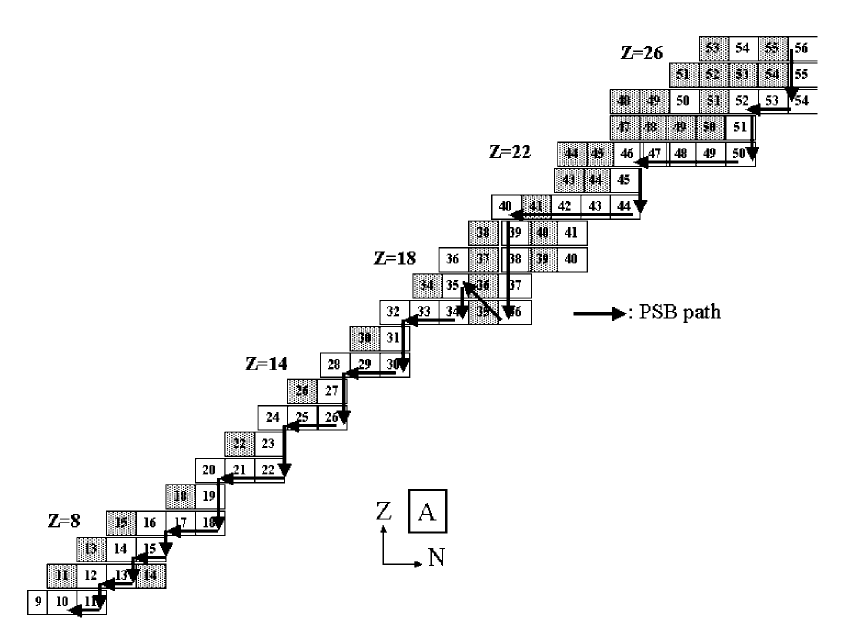 53 54 55 56
Z=26
51 52 53 54 55
48 49 50 51 52 53 54
47 48 49 50 51
Z=22 44 45 46 47 48 49 50
43 44 45
40 41 42 43 44
38 39 40 41
Z=18 36 37 38 39 40
34 35 36 37
32 33 34 35 36
: PSB path
30 31
Z=14 28 29 30
26 27
24 25 26
22 23
20 21 22
18 19
Z=8 15 16 17 18
13 14 15
11 12 13 14
9 10 11
Z A
N